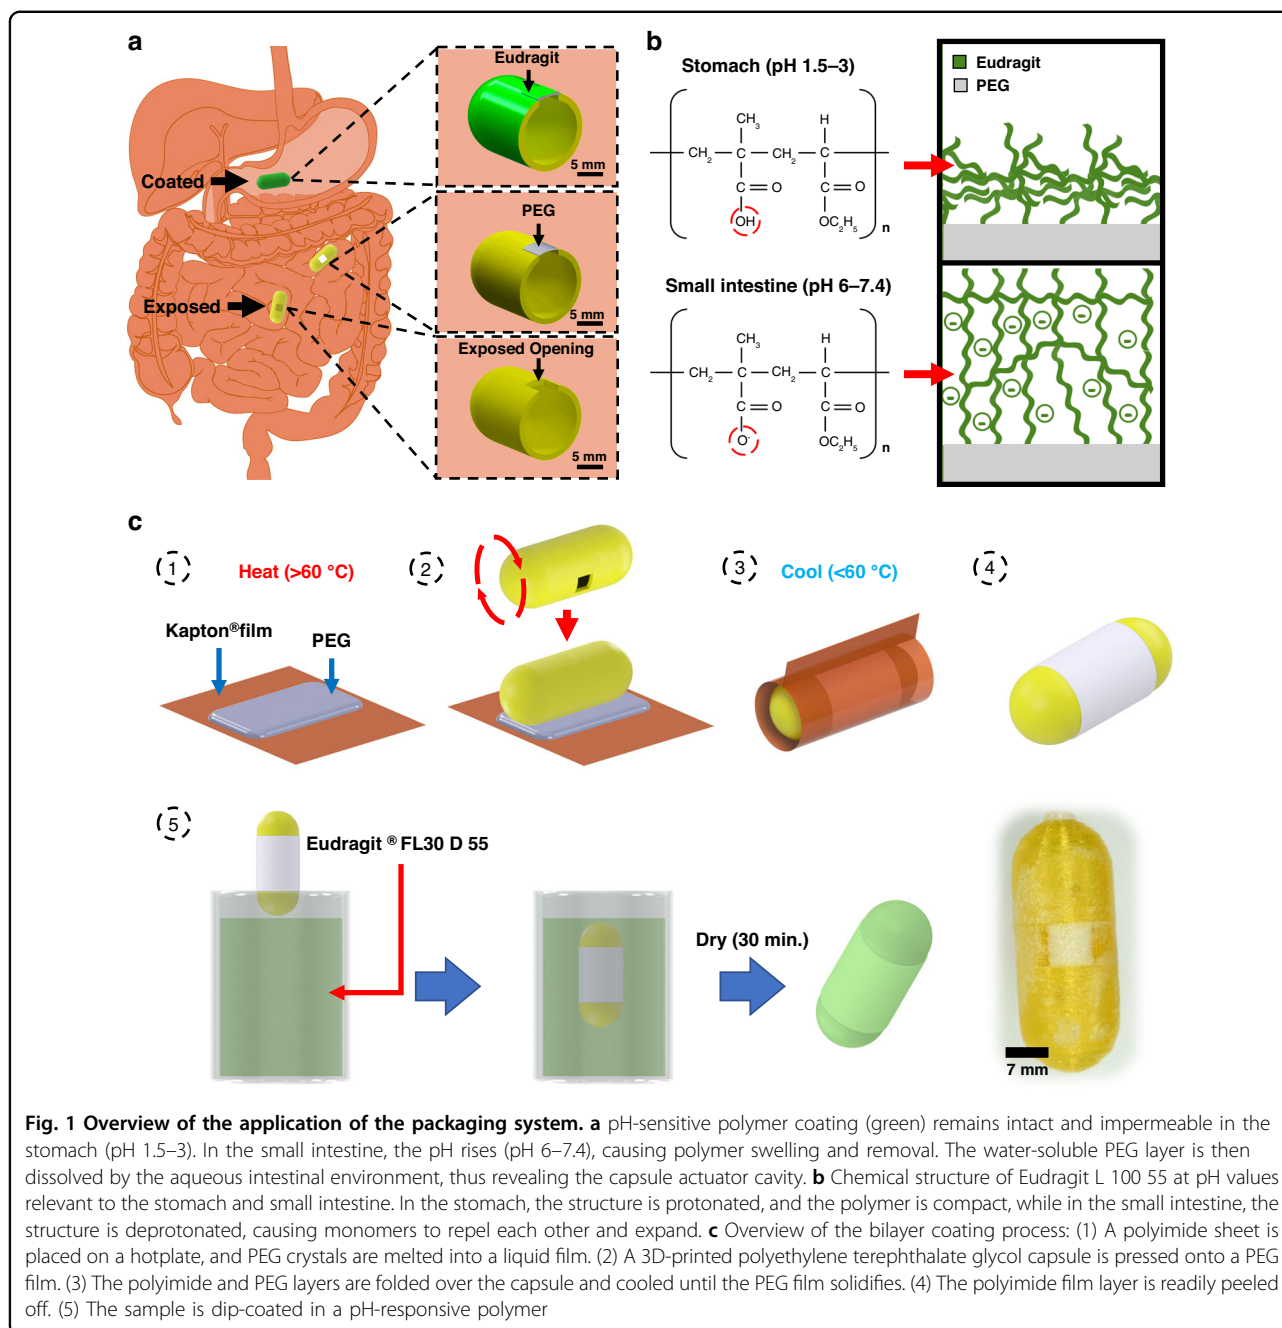 a
Eudragit
5 mm
Coated
PEG
5 mm
Exposed
Exposed Opening
5 mm
b
Stomach (pH 1.5–3)
CH3 H
CH2 C CH2 C
C O C O
OH OC2H5
n
Small intestine (pH 6–7.4)
CH3 H
CH2 C CH2 C
C O C O
O- OC2H5
n
Eudragit
PEG
- - - - - - - - -
c
1 Heat (>60 °C)
Kapton®film PEG
2
3 Cool (<60 °C)
4
5
Eudragit ® FL30 D 55
Dry (30 min.)
7 mm
Fig. 1 Overview of the application of the packaging system. a pH-sensitive polymer coating (green) remains intact and impermeable in the
stomach (pH 1.5–3). In the small intestine, the pH rises (pH 6–7.4), causing polymer swelling and removal. The water-soluble PEG layer is then
dissolved by the aqueous intestinal environment, thus revealing the capsule actuator cavity. b Chemical structure of Eudragit L 100 55 at pH values
relevant to the stomach and small intestine. In the stomach, the structure is protonated, and the polymer is compact, while in the small intestine, the
structure is deprotonated, causing monomers to repel each other and expand. c Overview of the bilayer coating process: (1) A polyimide sheet is
placed on a hotplate, and PEG crystals are melted into a liquid film. (2) A 3D-printed polyethylene terephthalate glycol capsule is pressed onto a PEG
film. (3) The polyimide and PEG layers are folded over the capsule and cooled until the PEG film solidifies. (4) The polyimide film layer is readily peeled
off. (5) The sample is dip-coated in a pH-responsive polymer